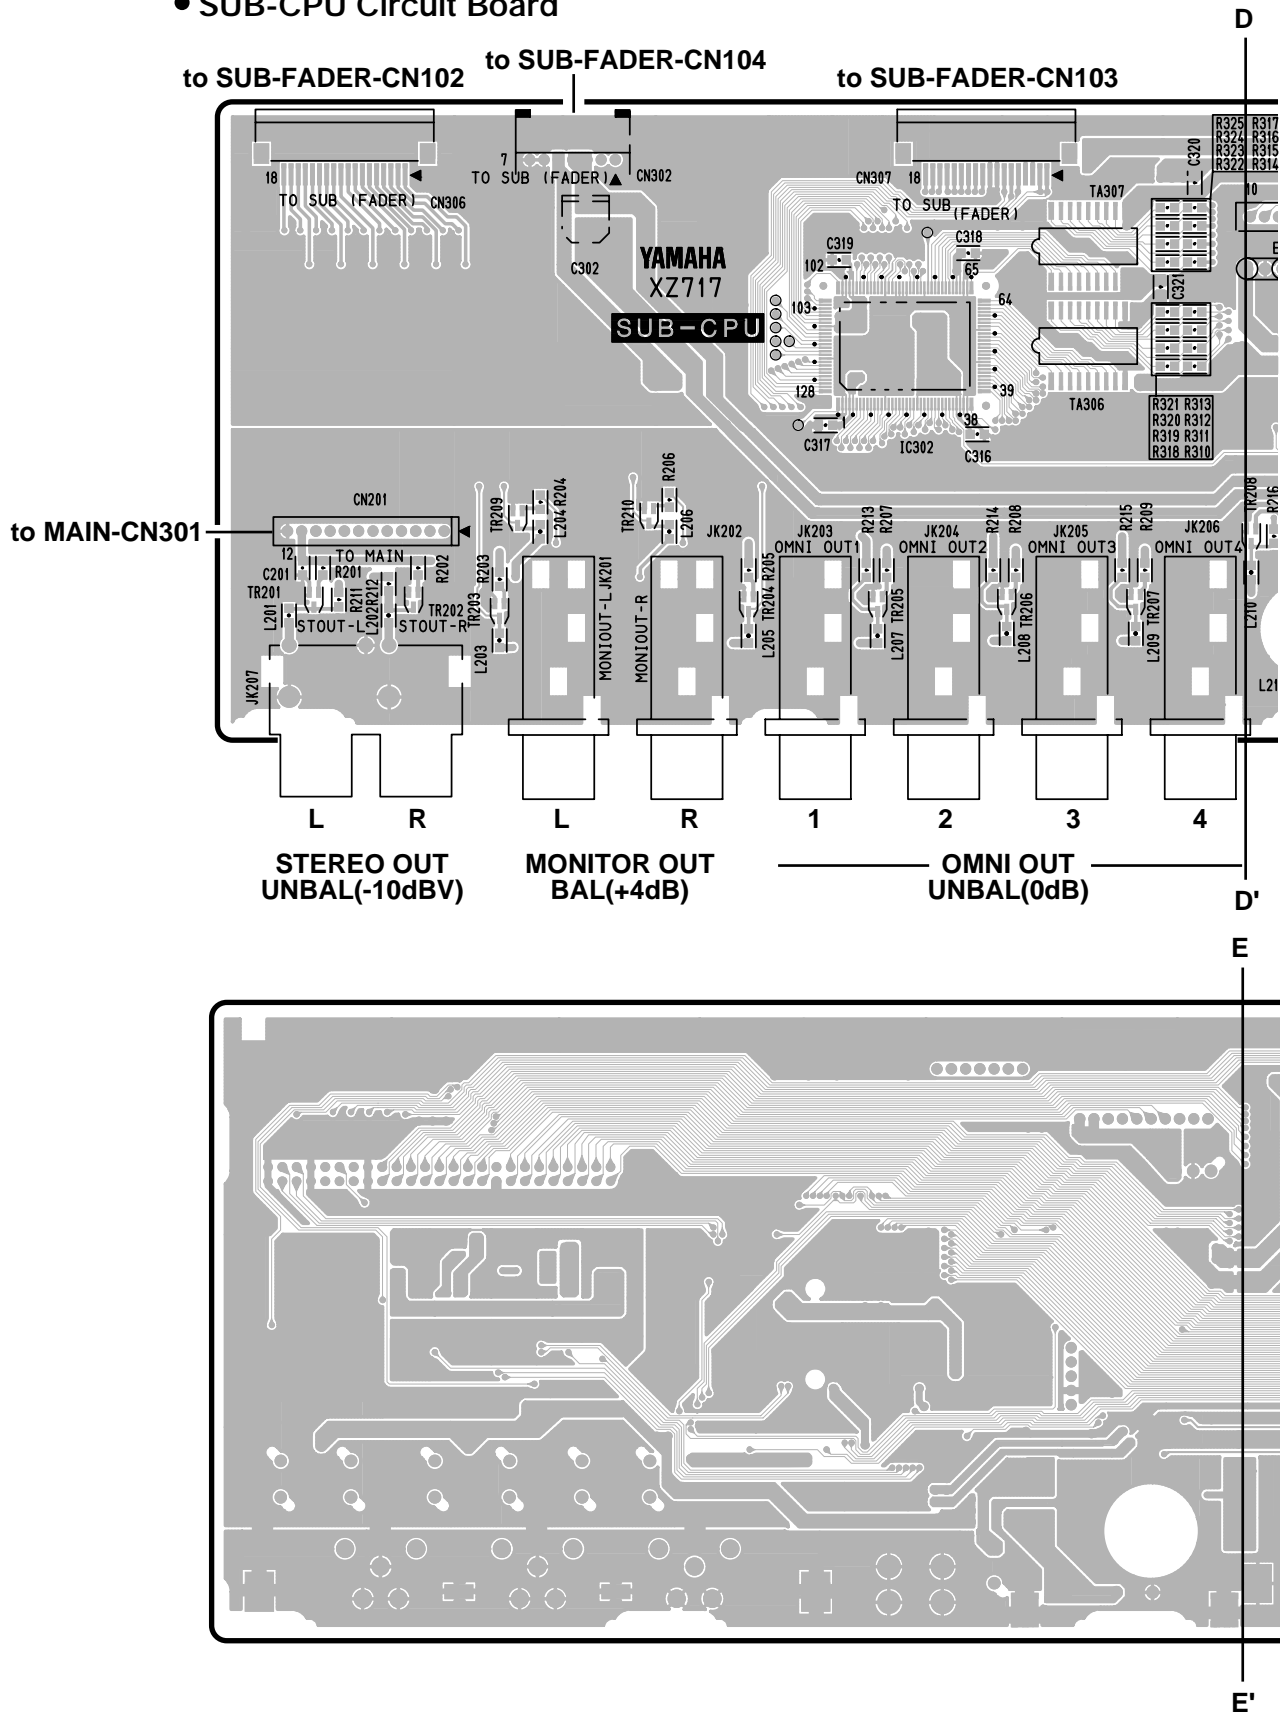 • SUB-CPU Circuit Board
D
to SUB-FADER-CN102
to SUB-FADER-CN104
to SUB-FADER-CN103
R325 R317
R324 R316
R323 R315
R322 R314
C320
10
7
TO SUB (FADER)
CN302
18
TO SUB (FADER)
CN306
CN307
18
TO SUB
(FADER)
TA307
C302
YAMAHA
XZ717
SUB-CPU
C319
102
C318
65
103
64
C321
128
39
38
C317
IC302
C316
TA306
R321 R313
R320 R312
R319 R311
R318 R310
to MAIN-CN301
CN201
12
TO MAIN
C201
R201
R202
TR201
L201
R211
L202
R212
TR202
STOUT-L
STOUT-R
JK207
TR209
R204
L204
R203
TR203
L203
JK201
MONIOUT-L
TR210
R206
L206
MONIOUT-R
JK202
R205
TR204
L205
JK203
OMNI OUT1
R213
R207
TR205
L207
JK204
OMNI OUT2
R214
R208
TR206
L208
JK205
OMNI OUT3
R215
R209
TR207
L209
JK206
OMNI OUT4
TR208
R216
L210
L21
L
R
L
R
1
2
3
4
STEREO OUT
UNBAL(-10dBV)
MONITOR OUT
BAL(+4dB)
OMNI OUT
UNBAL(0dB)
D'
E
E'